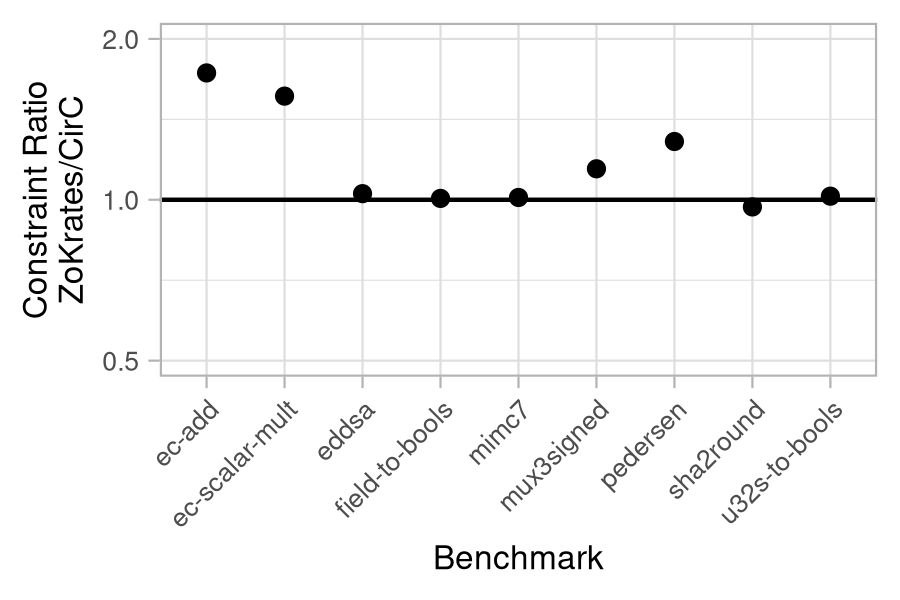 Constraint Ratio
ZoKrates/CirC
2.0
1.0
0.5
ec-add
ec-scalar-mult
eddsa
field-to-bools
mimc7
mux3signed
pedersen
sha2round
u32s-to-bools
Benchmark